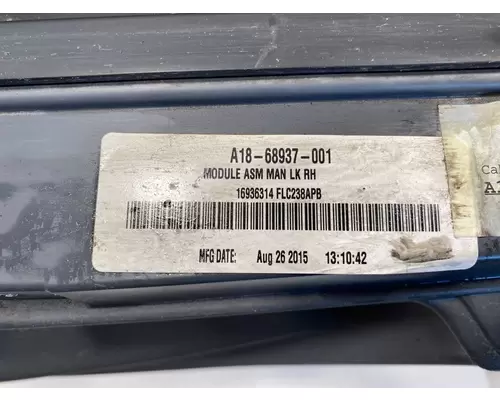 A18-68937-001
MODULE ASM MAN LK RH
16936314 FLC238APB
MFG DATE: Aug 26 2015 13:10:42